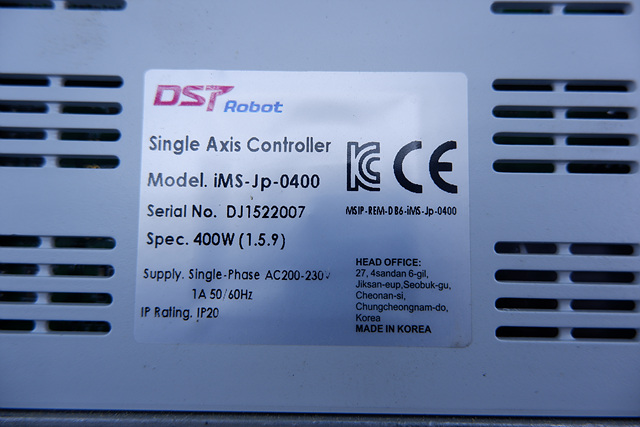 DST Robot
Single Axis Controller
Model. iMS-Jp-0400
Serial No. DJ1522007
Spec. 400W (1.5.9)
Supply. Single-Phase AC200-230v
1A 50/60Hz
IP Rating. IP20
KC CE
MSIP-REM-DB6-iMS-Jp-0400
HEAD OFFICE:
27, 4sandan 6-gil,
Jiksan-eup,Seobuk-gu,
Cheonan-si,
Chungcheongnam-do,
Korea
MADE IN KOREA